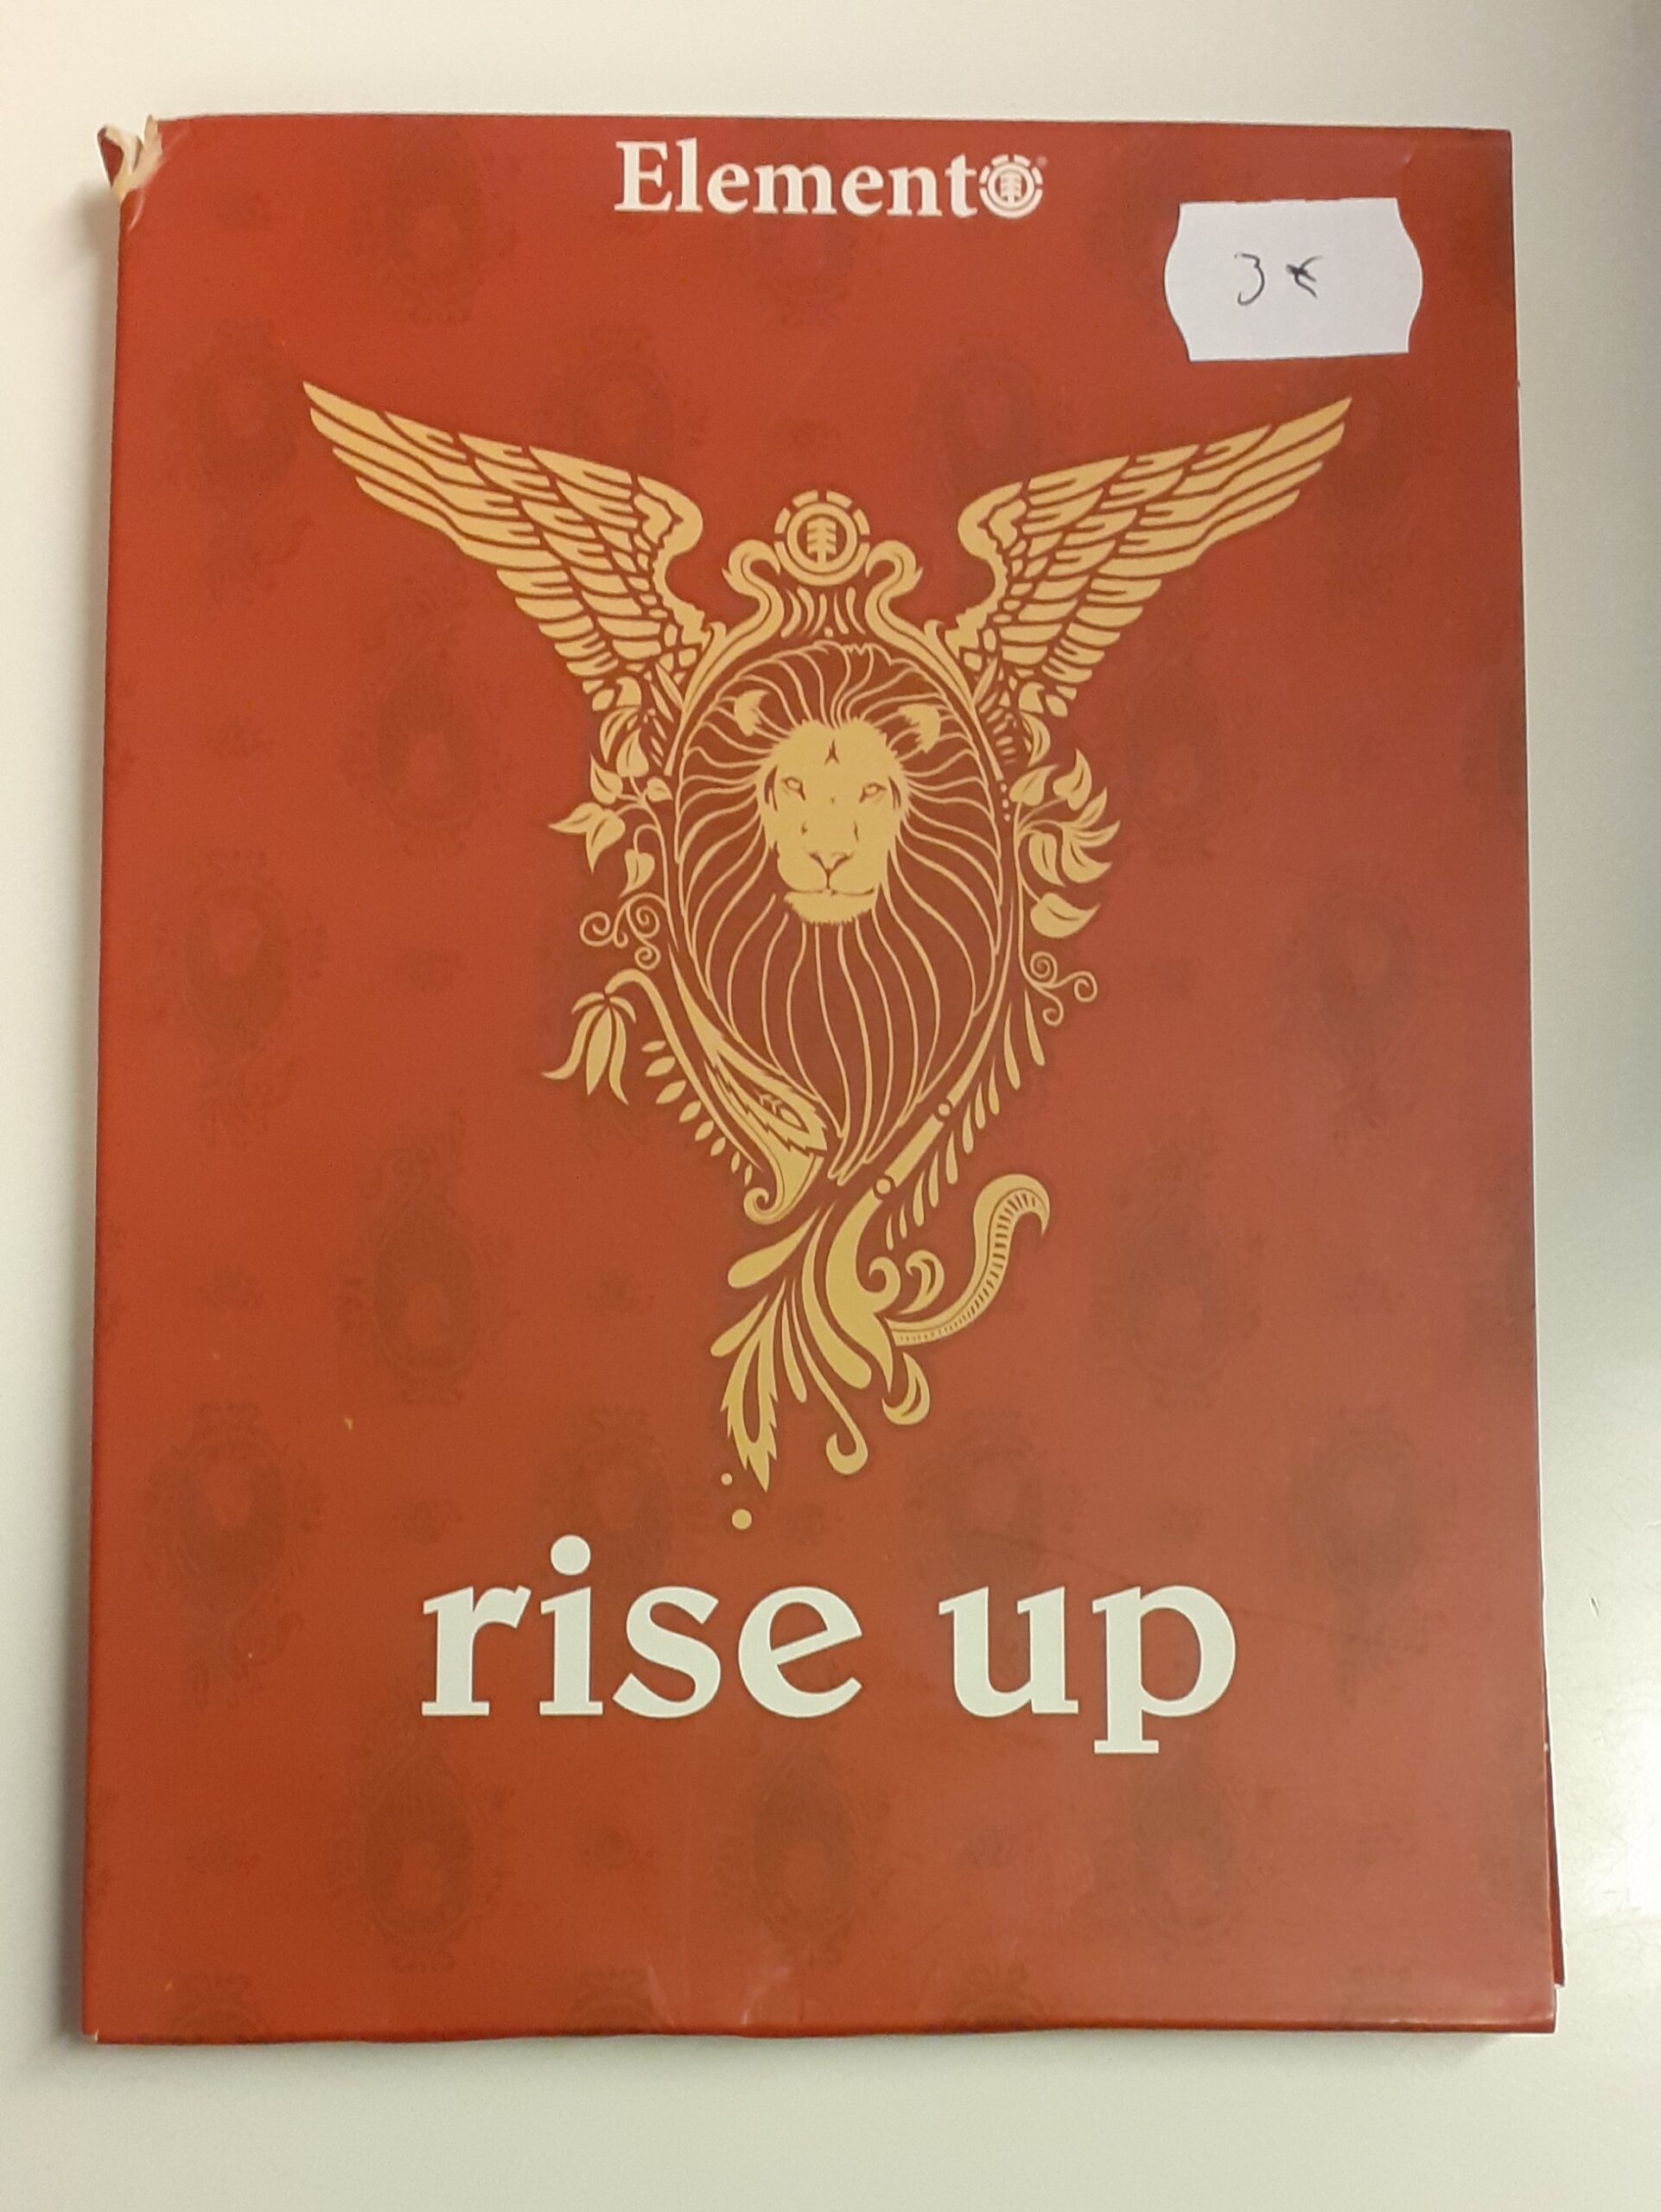 Element®
3 €
rise up